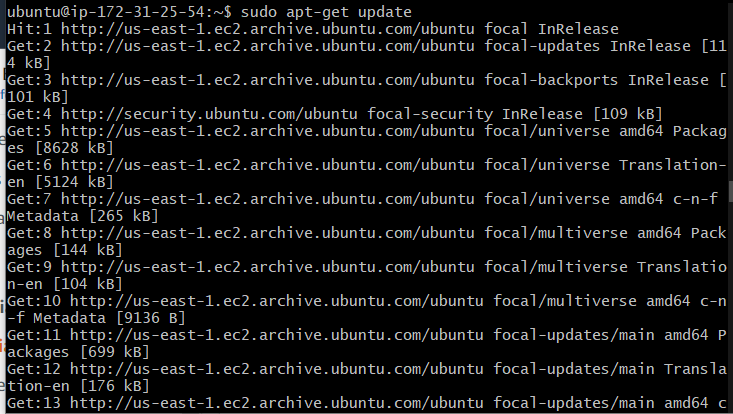 ubuntu@ip-172-31-25-54:~$ sudo apt-get update
Hit:1 http://us-east-1.ec2.archive.ubuntu.com/ubuntu focal InRelease
Get:2 http://us-east-1.ec2.archive.ubuntu.com/ubuntu focal-updates InRelease [11
4 kB]
Get:3 http://us-east-1.ec2.archive.ubuntu.com/ubuntu focal-backports InRelease [
101 kB]
Get:4 http://security.ubuntu.com/ubuntu focal-security InRelease [109 kB]
Get:5 http://us-east-1.ec2.archive.ubuntu.com/ubuntu focal/universe amd64 Packag
es [8628 kB]
Get:6 http://us-east-1.ec2.archive.ubuntu.com/ubuntu focal/universe Translation-
en [5124 kB]
Get:7 http://us-east-1.ec2.archive.ubuntu.com/ubuntu focal/universe amd64 c-n-f
Metadata [265 kB]
Get:8 http://us-east-1.ec2.archive.ubuntu.com/ubuntu focal/multiverse amd64 Pack
ages [144 kB]
Get:9 http://us-east-1.ec2.archive.ubuntu.com/ubuntu focal/multiverse Translatio
n-en [104 kB]
Get:10 http://us-east-1.ec2.archive.ubuntu.com/ubuntu focal/multiverse amd64 c-n
-f Metadata [9136 B]
Get:11 http://us-east-1.ec2.archive.ubuntu.com/ubuntu focal-updates/main amd64 P
ackages [699 kB]
Get:12 http://us-east-1.ec2.archive.ubuntu.com/ubuntu focal-updates/main Transla
tion-en [176 kB]
Get:13 http://us-east-1.ec2.archive.ubuntu.com/ubuntu focal-updates/main amd64 c